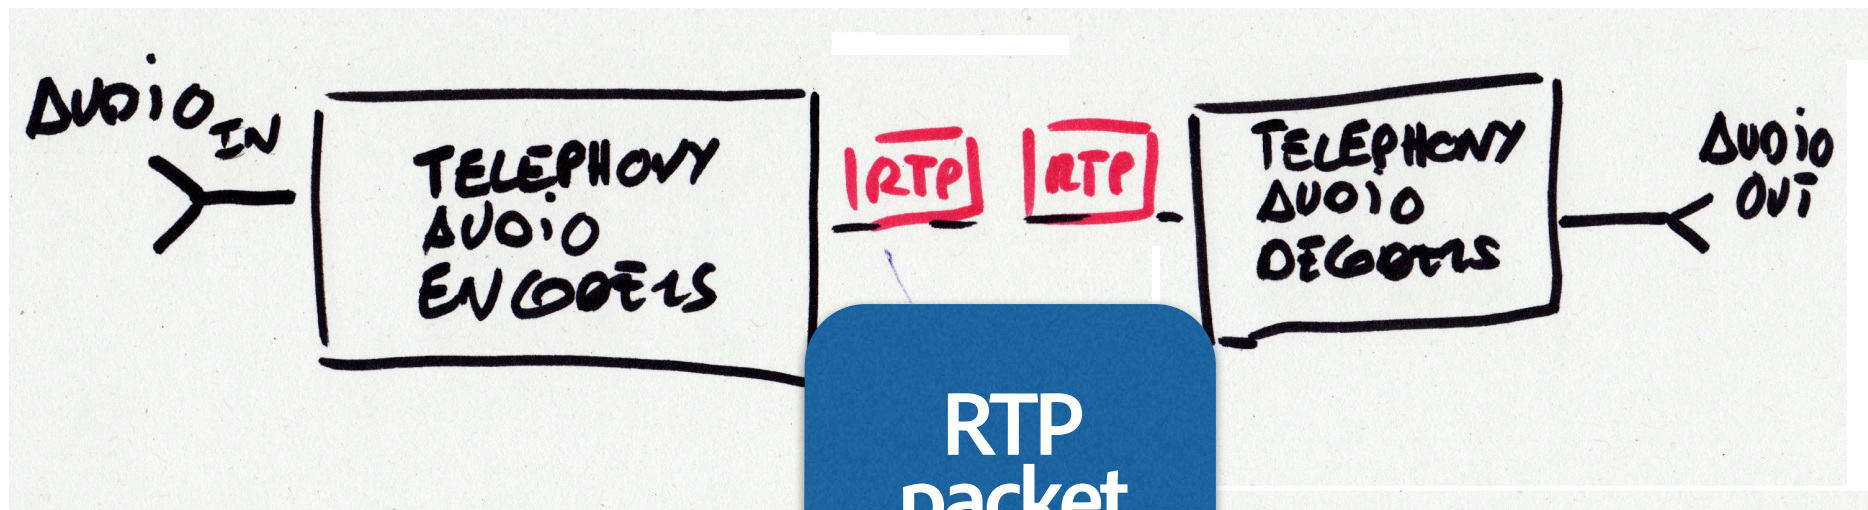 AUDiO IN
TELEPHONY
AUDiO
ENCODERS
RTP
RTP
TELEPHONY
AUDiO
DECODERS
AUDiO
OUT
RTP
packet